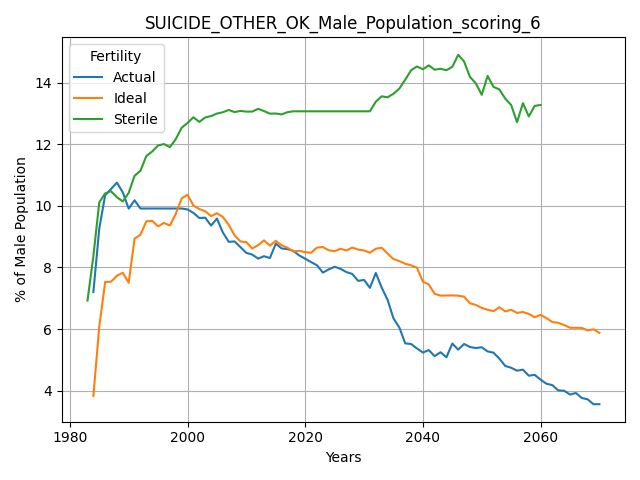 SUICIDE_OTHER_OK_Male_Population_scoring_6
Fertility
Actual
Ideal
Sterile
% of Male Population
14
12
10
8
6
4
1980
2000
2020
2040
2060
Years